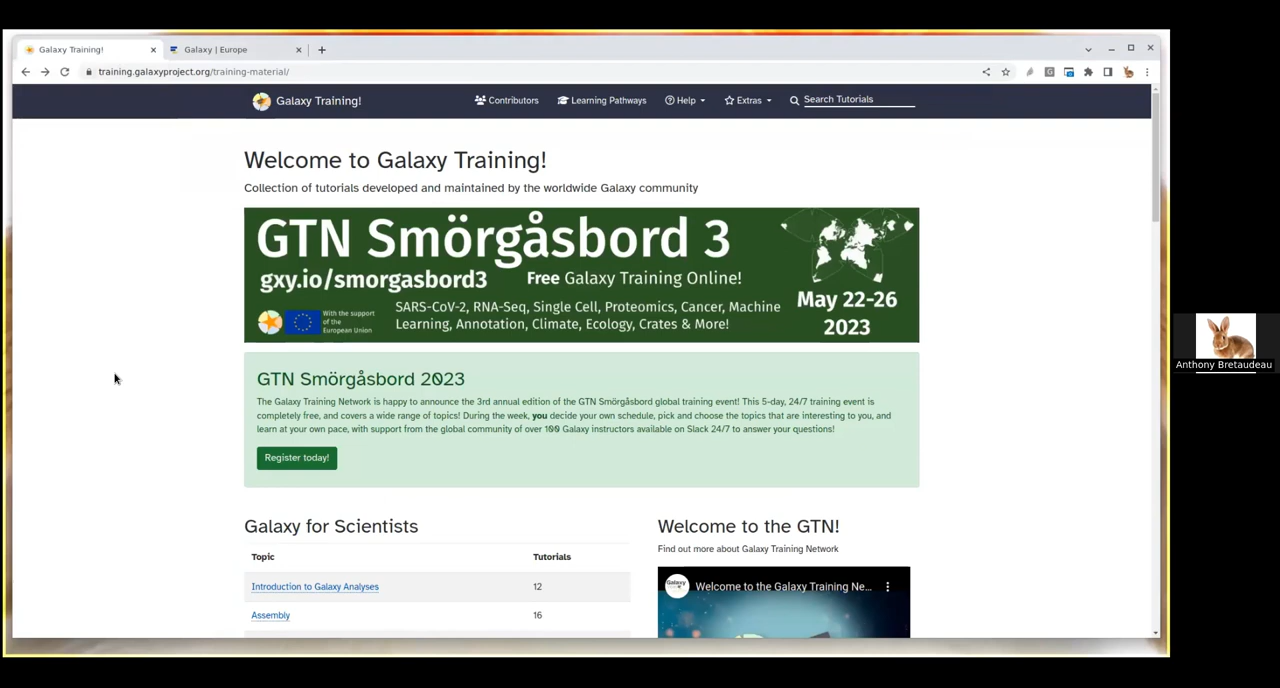 Galaxy Training!
Galaxy | Europe
training.galaxyproject.org/training-material/
Galaxy Training!
Contributors
Learning Pathways
Help
Extras
Search Tutorials
Welcome to Galaxy Training!
Collection of tutorials developed and maintained by the worldwide Galaxy community
GTN Smörgåsbord 3
gxy.io/smorgasbord3
Free Galaxy Training Online!
With the support
of the
European Union
SARS-CoV-2, RNA-Seq, Single Cell, Proteomics, Cancer, Machine
Learning, Annotation, Climate, Ecology, Crates & More!
May 22-26
2023
GTN Smörgåsbord 2023
The Galaxy Training Network is happy to announce the 3rd annual edition of the GTN Smörgåsbord global training event! This 5-day, 24/7 training event is
completely free, and covers a wide range of topics! During the week, you decide your own schedule, pick and choose the topics that are interesting to you, and
learn at your own pace, with support from the global community of over 100 Galaxy instructors available on Slack 24/7 to answer your questions!
Register today!
Galaxy for Scientists
Topic Tutorials
Introduction to Galaxy Analyses 12
Assembly 16
Welcome to the GTN!
Find out more about Galaxy Training Network
Galaxy
Welcome to the Galaxy Training Ne...
Anthony Bretaudeau